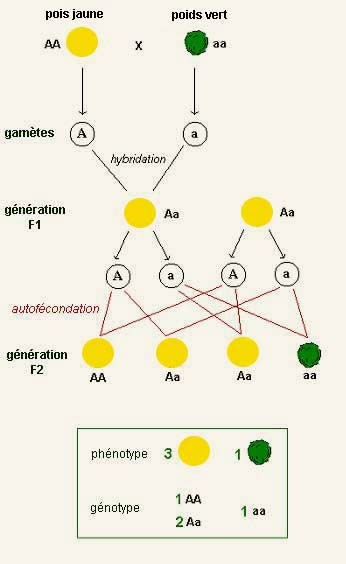 pois jaune poids vert
AA x aa
gamètes A a
hybridation
génération
F1
Aa Aa
A a A a
autofécondation
génération
F2
AA Aa Aa aa
phénotype 3 1
1 AA
génotype 1 aa
2 Aa